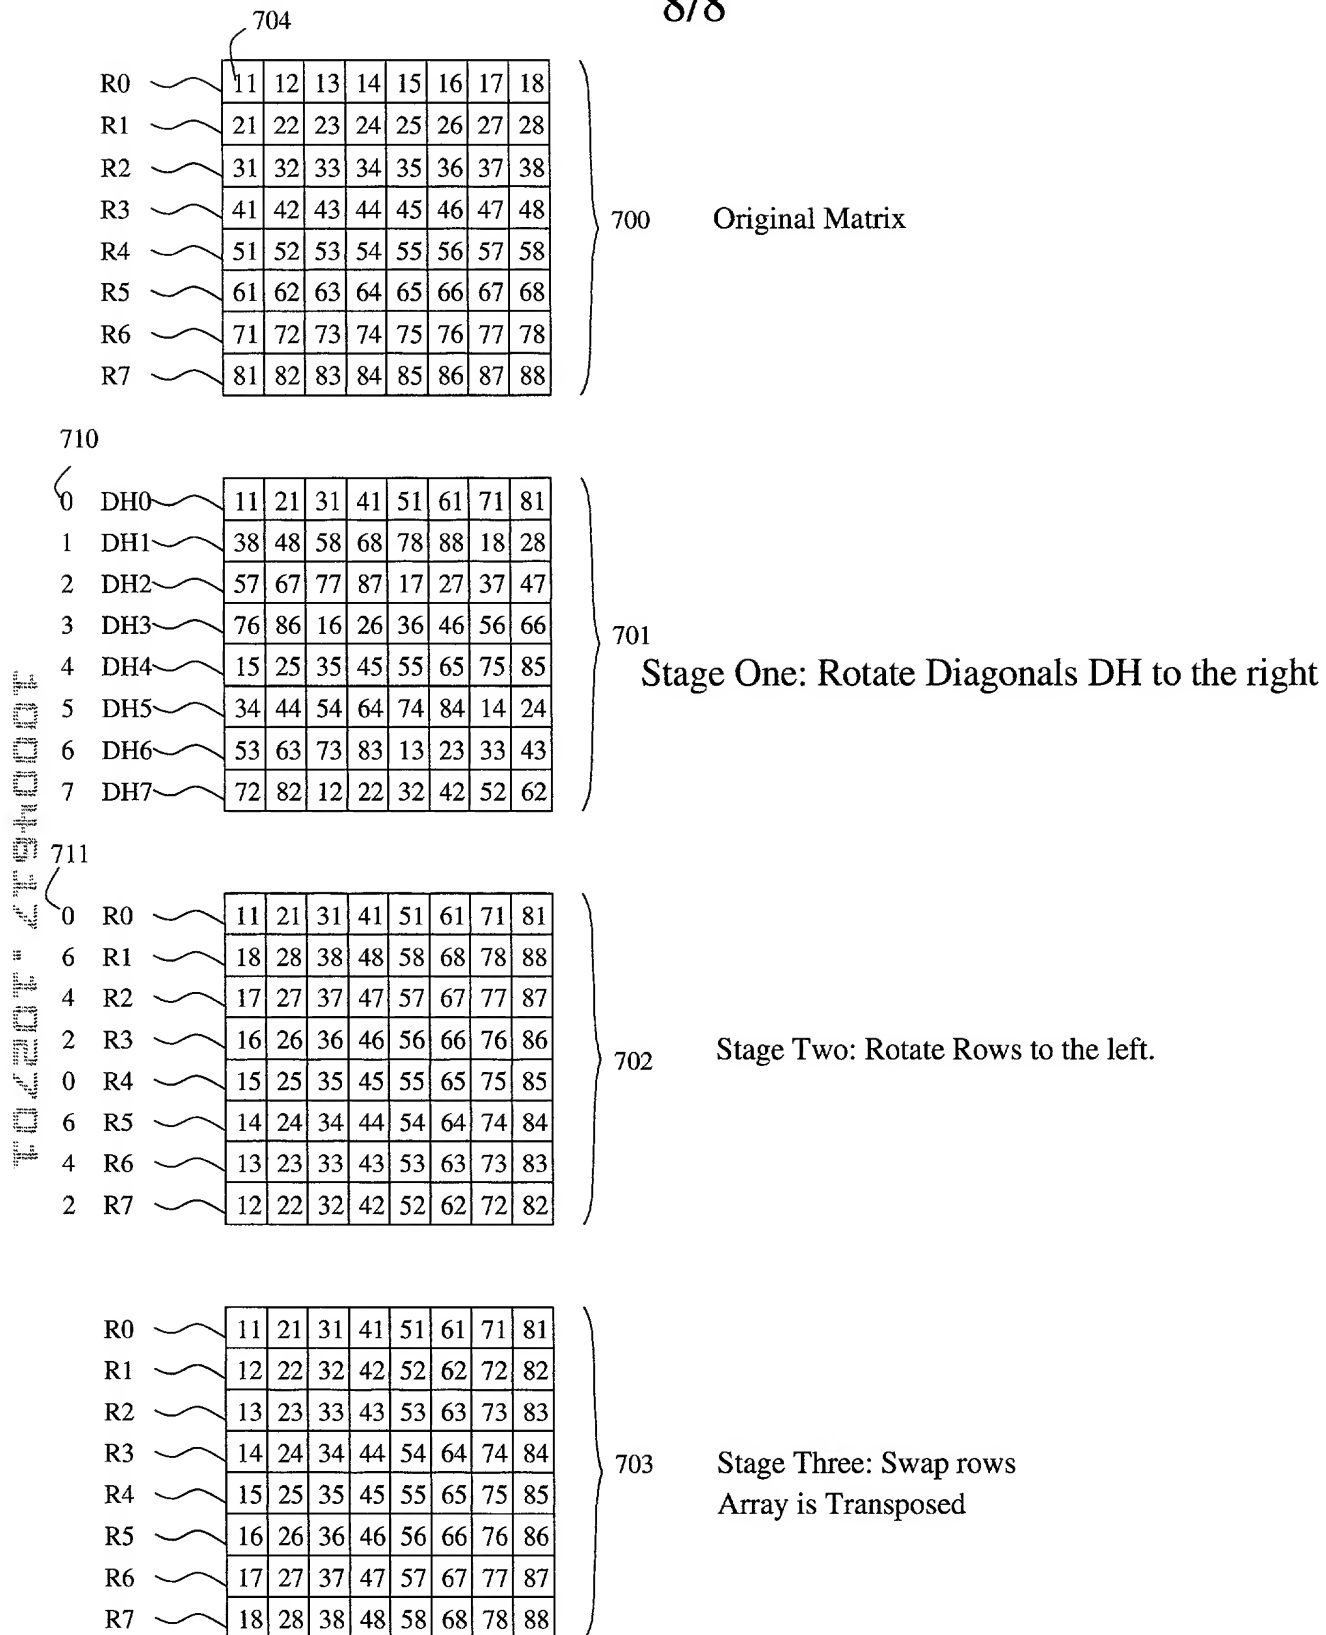 8/8
704
R0 11 12 13 14 15 16 17 18
R1 21 22 23 24 25 26 27 28
R2 31 32 33 34 35 36 37 38
R3 41 42 43 44 45 46 47 48
700 Original Matrix
R4 51 52 53 54 55 56 57 58
R5 61 62 63 64 65 66 67 68
R6 71 72 73 74 75 76 77 78
R7 81 82 83 84 85 86 87 88
710
0 DH0 11 21 31 41 51 61 71 81
1 DH1 38 48 58 68 78 88 18 28
2 DH2 57 67 77 87 17 27 37 47
3 DH3 76 86 16 26 36 46 56 66
701
4 DH4 15 25 35 45 55 65 75 85
Stage One: Rotate Diagonals DH to the right
5 DH5 34 44 54 64 74 84 14 24
6 DH6 53 63 73 83 13 23 33 43
7 DH7 72 82 12 22 32 42 52 62
711
0 R0 11 21 31 41 51 61 71 81
6 R1 18 28 38 48 58 68 78 88
4 R2 17 27 37 47 57 67 77 87
2 R3 16 26 36 46 56 66 76 86
702 Stage Two: Rotate Rows to the left.
0 R4 15 25 35 45 55 65 75 85
6 R5 14 24 34 44 54 64 74 84
4 R6 13 23 33 43 53 63 73 83
2 R7 12 22 32 42 52 62 72 82
R0 11 21 31 41 51 61 71 81
R1 12 22 32 42 52 62 72 82
R2 13 23 33 43 53 63 73 83
R3 14 24 34 44 54 64 74 84
703 Stage Three: Swap rows
R4 15 25 35 45 55 65 75 85
Array is Transposed
R5 16 26 36 46 56 66 76 86
R6 17 27 37 47 57 67 77 87
R7 18 28 38 48 58 68 78 88
10004617.102701